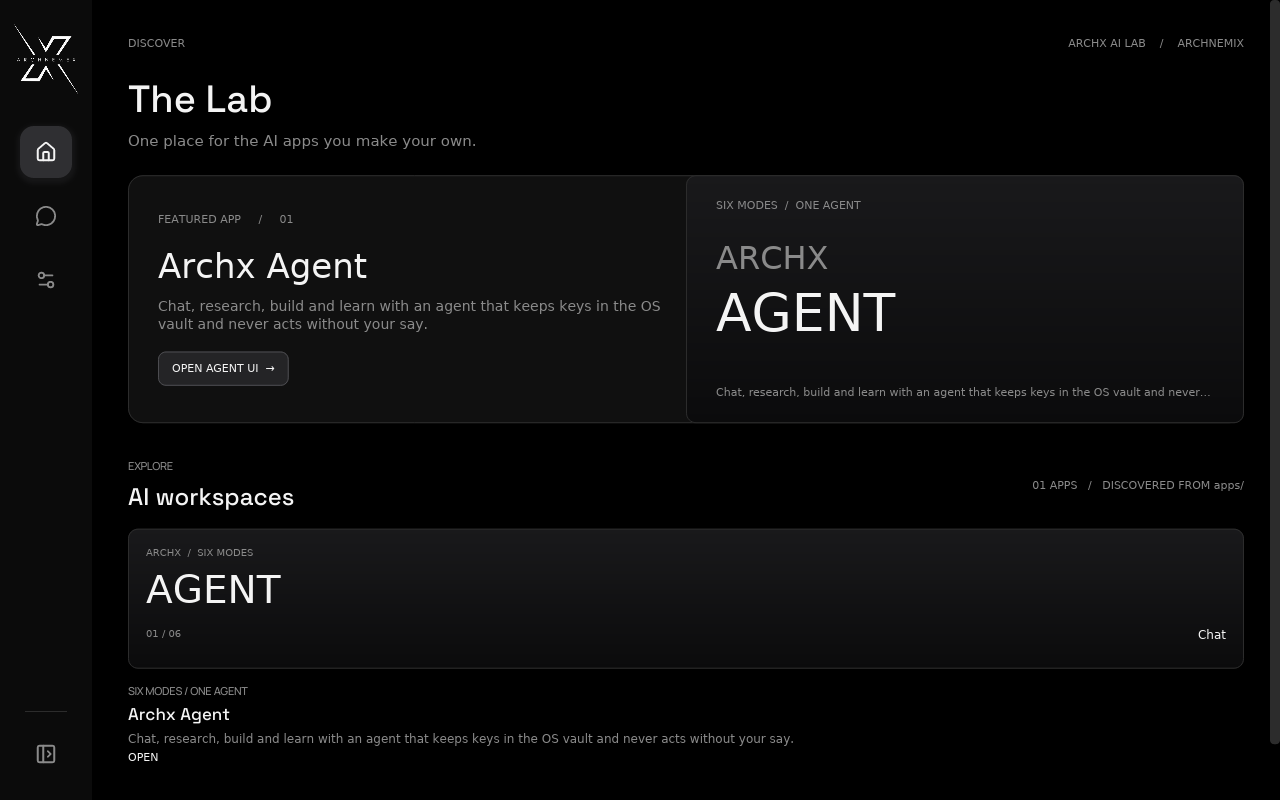 ARCHNEMIX
DISCOVER
ARCHX AI LAB / ARCHNEMIX
The Lab
One place for the AI apps you make your own.
FEATURED APP / 01
Archx Agent
Chat, research, build and learn with an agent that keeps keys in the OS
vault and never acts without your say.
OPEN AGENT UI →
SIX MODES / ONE AGENT
ARCHX
AGENT
Chat, research, build and learn with an agent that keeps keys in the OS vault and never...
EXPLORE
AI workspaces
01 APPS / DISCOVERED FROM apps/
ARCHX / SIX MODES
AGENT
01 / 06
Chat
SIX MODES / ONE AGENT
Archx Agent
Chat, research, build and learn with an agent that keeps keys in the OS vault and never acts without your say.
OPEN